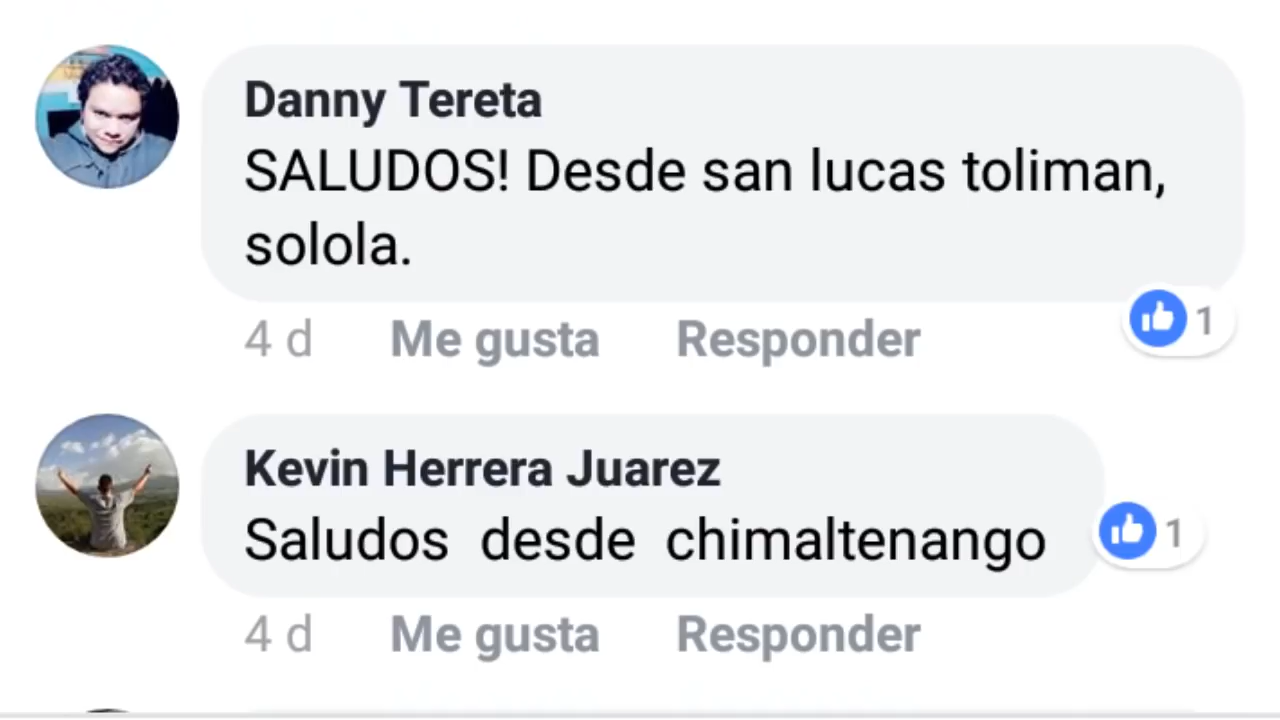 Danny Tereta
SALUDOS! Desde san lucas toliman,
solola.
4 d Me gusta Responder 1
Kevin Herrera Juarez
Saludos desde chimaltenango 1
4 d Me gusta Responder